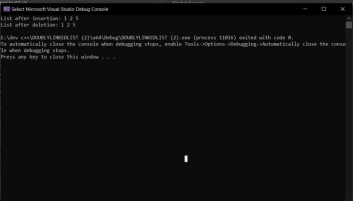 Select Microsoft Visual Studio Debug Console
List after insertion: 1 2 5
List after deletion: 1 2 5
E:\dev c++\DOUBLYLINKEDLIST (2)\x64\Debug\DOUBLYLINKEDLIST (2).exe (process 11016) exited with code 0.
To automatically close the console when debugging stops, enable Tools->Options->Debugging->Automatically close the conso
le when debugging stops.
Press any key to close this window . . .